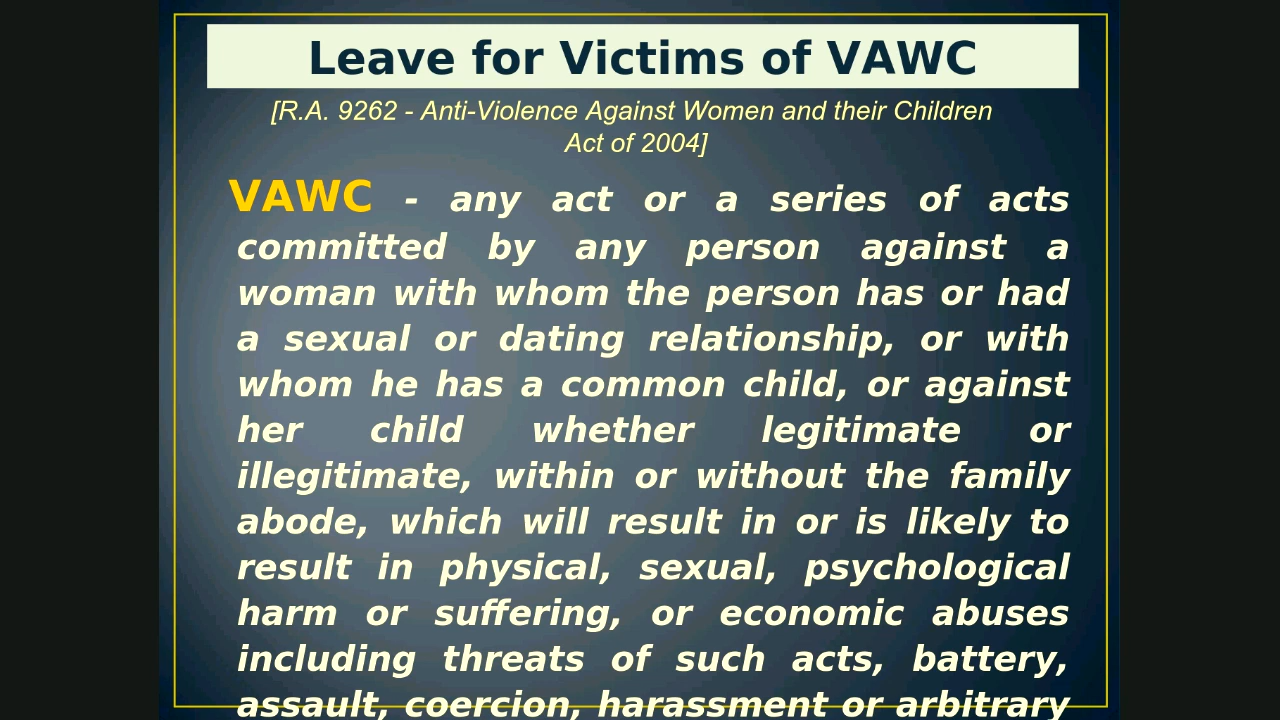 Leave for Victims of VAWC
[R.A. 9262 - Anti-Violence Against Women and their Children
Act of 2004]
VAWC - any act or a series of acts
committed by any person against a
woman with whom the person has or had
a sexual or dating relationship, or with
whom he has a common child, or against
her child whether legitimate or
illegitimate, within or without the family
abode, which will result in or is likely to
result in physical, sexual, psychological
harm or suffering, or economic abuses
including threats of such acts, battery,
assault, coercion, harassment or arbitrary